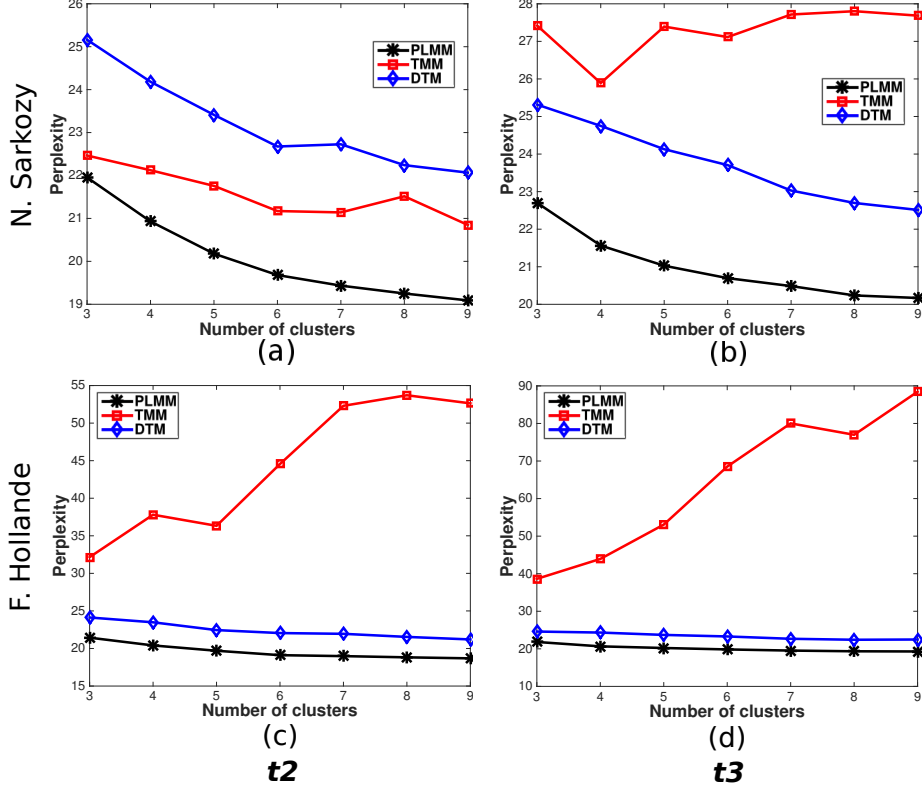 N. Sarkozy
Perplexity
26
25
24
23
22
21
20
19
PLMM
TMM
DTM
3 4 5 6 7 8 9
Number of clusters
(a)
Perplexity
28
27
26
25
24
23
22
21
20
PLMM
TMM
DTM
3 4 5 6 7 8 9
Number of clusters
(b)
F. Hollande
Perplexity
55
45
35
25
20
15
PLMM
TMM
DTM
3 4 5 6 7 8 9
Number of clusters
(c)
t2
Perplexity
90
80
70
60
50
40
30
20
10
PLMM
TMM
DTM
3 4 5 6 7 8 9
Number of clusters
(d)
t3